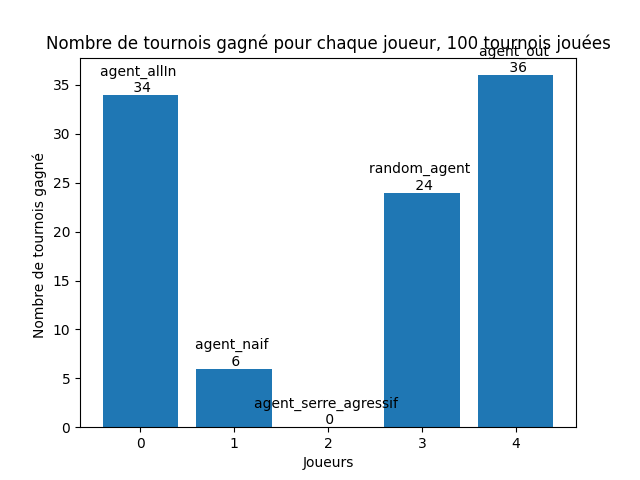 Nombre de tournois gagné pour chaque joueur, 100 tournois jouées
agent_allIn
34
agent_naif
6
agent_serre_agressif
0
random_agent
24
agent_out
36
Nombre de tournois gagné
35
30
25
20
15
10
5
0
0 1 2 3 4
Joueurs